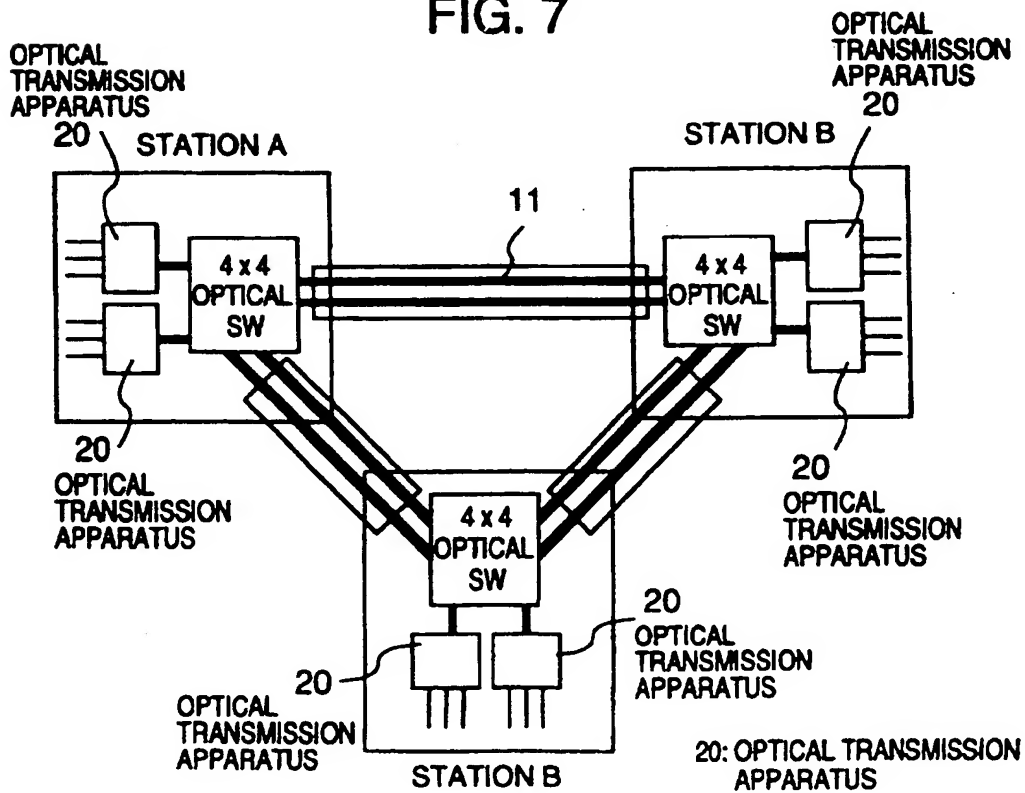 FIG. 7
OPTICAL
TRANSMISSION
APPARATUS
20
STATION A
OPTICAL
TRANSMISSION
APPARATUS
20
STATION B
11
4 x 4
OPTICAL
SW
4 x 4
OPTICAL
SW
20
OPTICAL
TRANSMISSION
APPARATUS
20
OPTICAL
TRANSMISSION
APPARATUS
4 x 4
OPTICAL
SW
20
OPTICAL
TRANSMISSION
APPARATUS
20
OPTICAL
TRANSMISSION
APPARATUS
STATION B
20: OPTICAL TRANSMISSION
APPARATUS